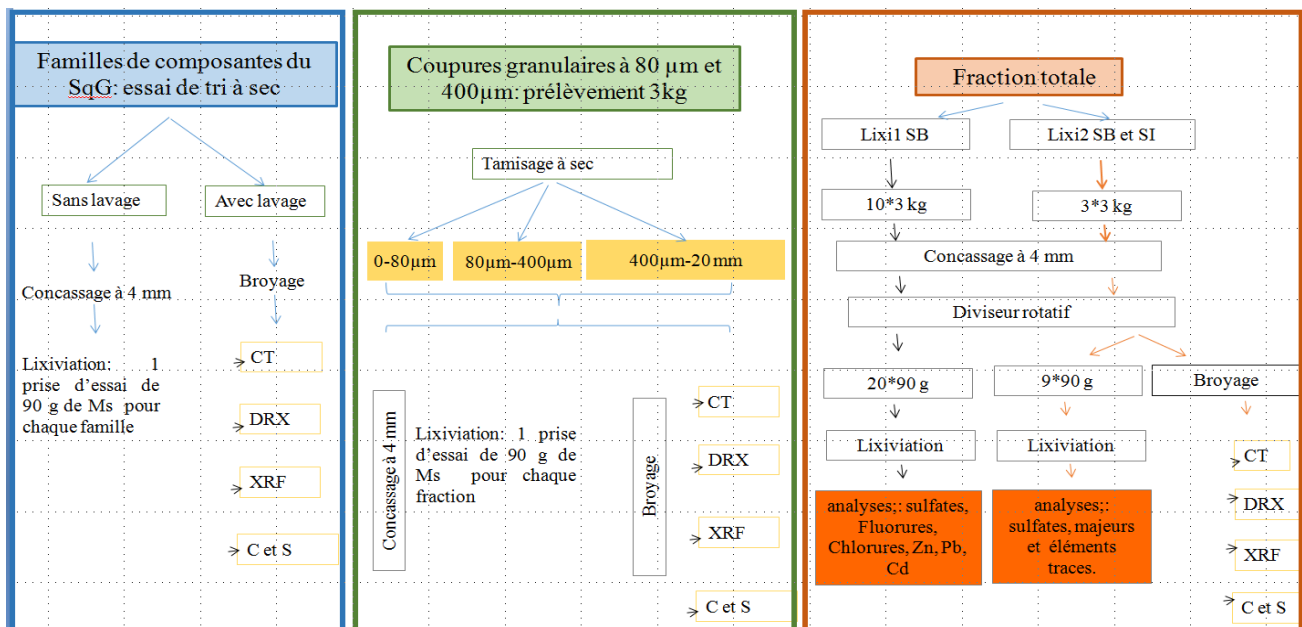 Familles de composantes du
SqG: essai de tri à sec
Sans lavage
Avec lavage
Concassage à 4 mm
Broyage
Lixiviation: 1
prise d'essai de
90 g de Ms pour
chaque famille
CT
DRX
XRF
C et S
Coupures granulaires à 80 µm et
400µm: prélèvement 3kg
Tamisage à sec
0-80µm
80µm-400µm
400µm-20 mm
Concassage à 4 mm
Lixiviation: 1 prise
d'essai de 90 g de
Ms pour chaque
fraction
Broyage
CT
DRX
XRF
C et S
Fraction totale
Lixi1 SB
Lixi2 SB et SI
10*3 kg
3*3 kg
Concassage à 4 mm
Diviseur rotatif
20*90 g
9*90 g
Broyage
Lixiviation
Lixiviation
analyses;: sulfates,
Fluorures,
Chlorures, Zn, Pb,
Cd
analyses;:
sulfates, majeurs
et éléments
traces.
CT
DRX
XRF
C et S